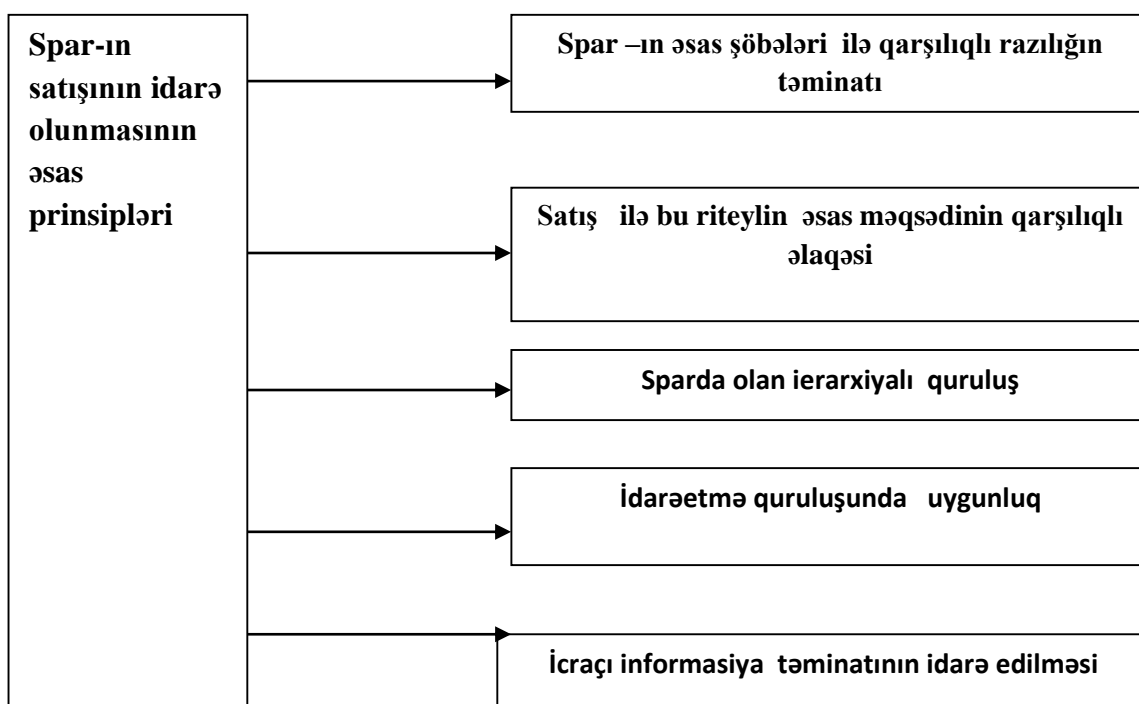 Spar-ın
satışının idarə
olunmasının
əsas
prinsipləri
Spar –ın əsas şöbələri ilə qarşılıqlı razılığın
təminatı
Satış ilə bu riteylin əsas məqsədinin qarşılıqlı
əlaqəsi
Sparda olan ierarxiyalı quruluş
İdarəetmə quruluşunda uygunluq
İcraçı informasiya təminatının idarə edilməsi